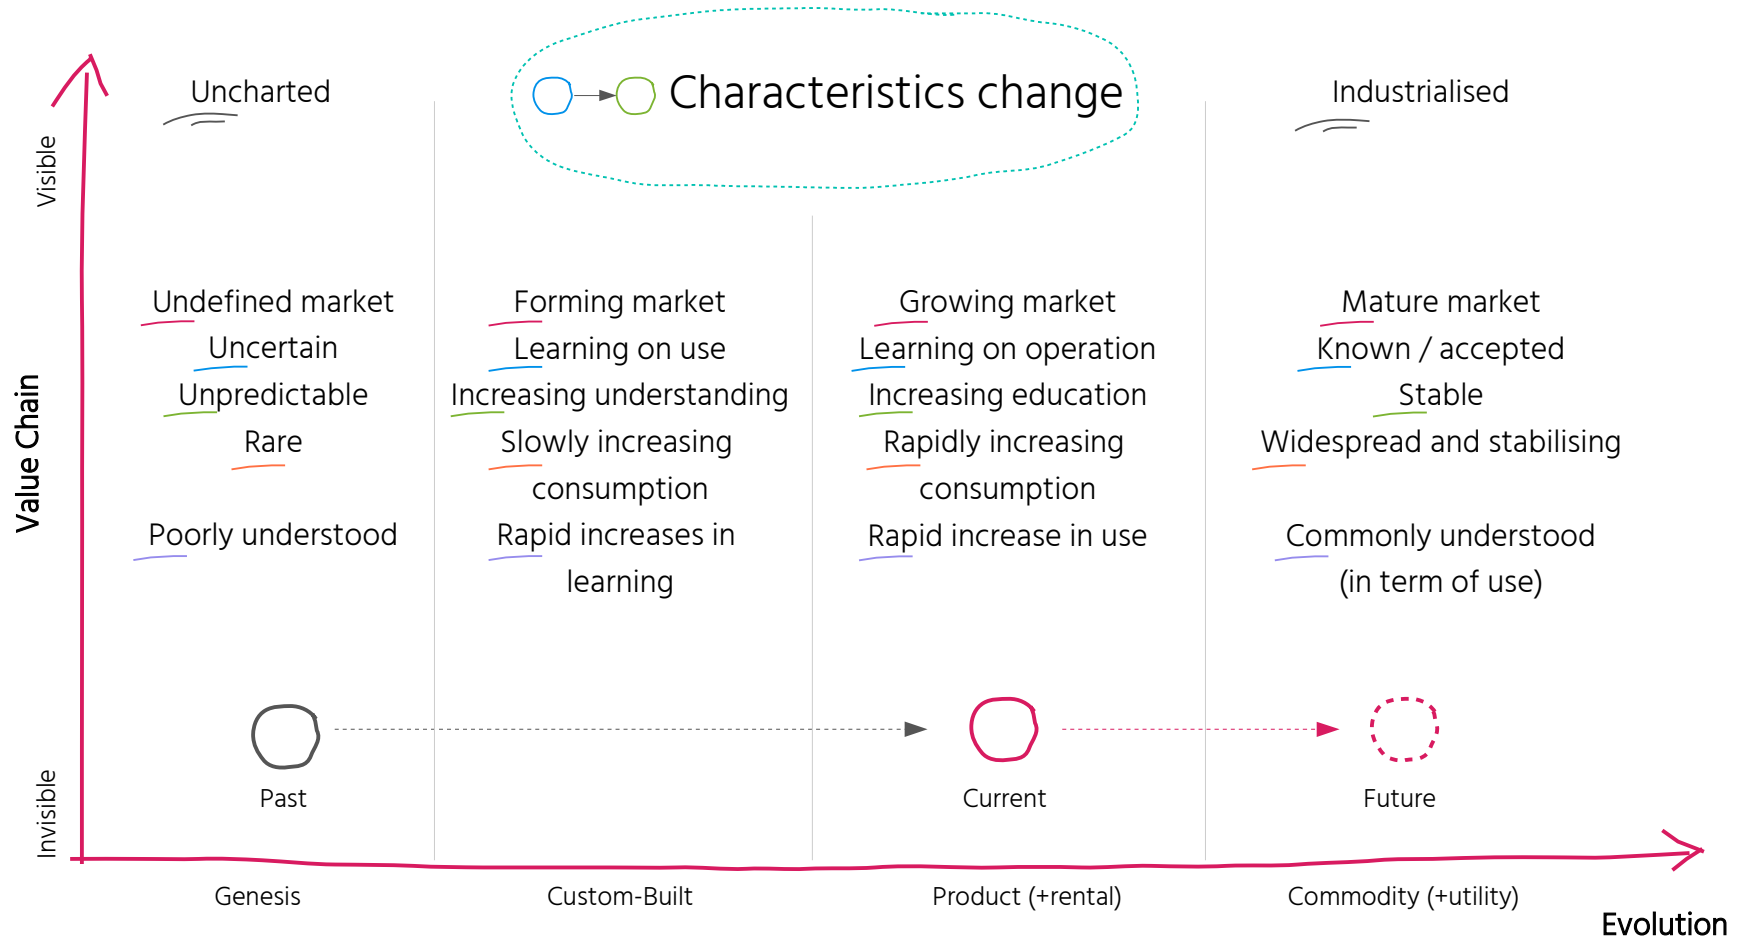 Uncharted
Characteristics change
Industrialised
Visible
Value Chain
Invisible
Undefined market
Uncertain
Unpredictable
Rare
Poorly understood
Forming market
Learning on use
Increasing understanding
Slowly increasing
consumption
Rapid increases in
learning
Growing market
Learning on operation
Increasing education
Rapidly increasing
consumption
Rapid increase in use
Mature market
Known / accepted
Stable
Widespread and stabilising
Commonly understood
(in term of use)
Past
Current
Future
Genesis
Custom-Built
Product (+rental)
Commodity (+utility)
Evolution